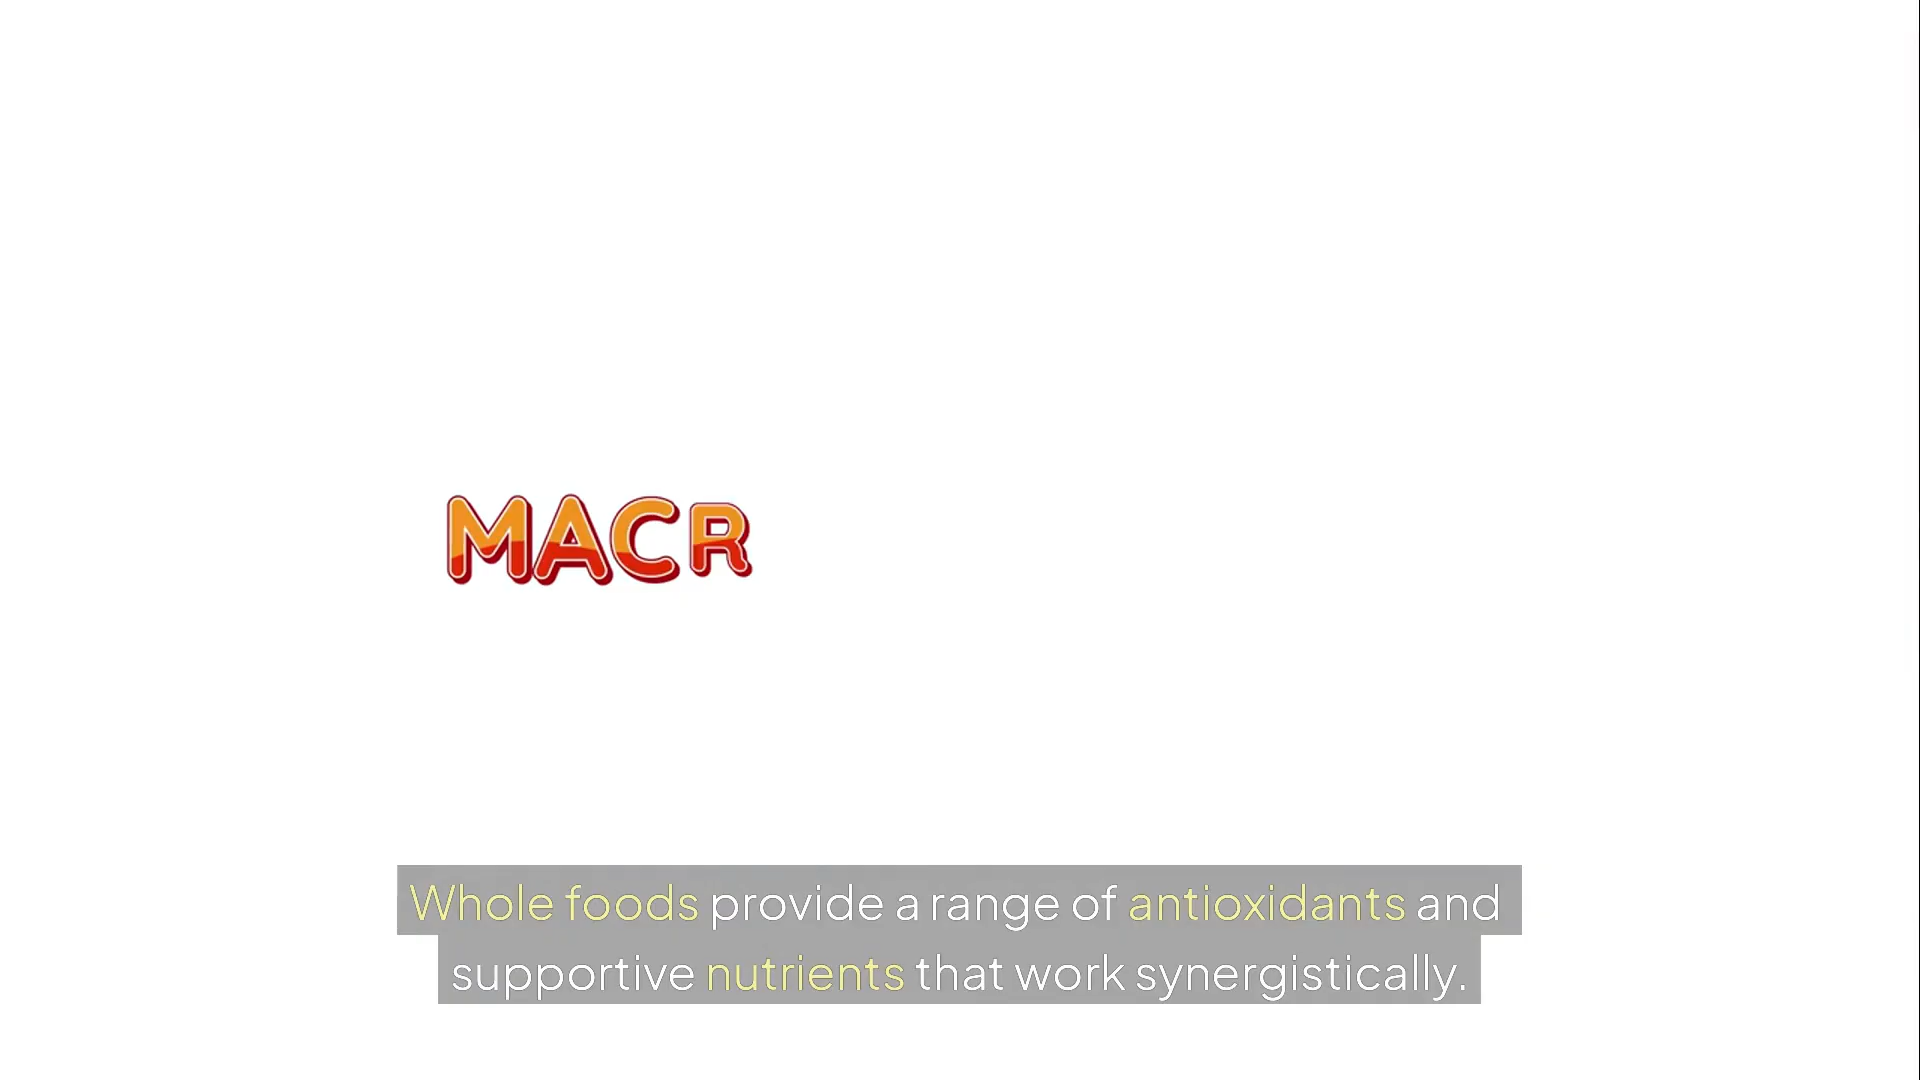 MACR
Whole foods provide a range of antioxidants and
supportive nutrients that work synergistically.